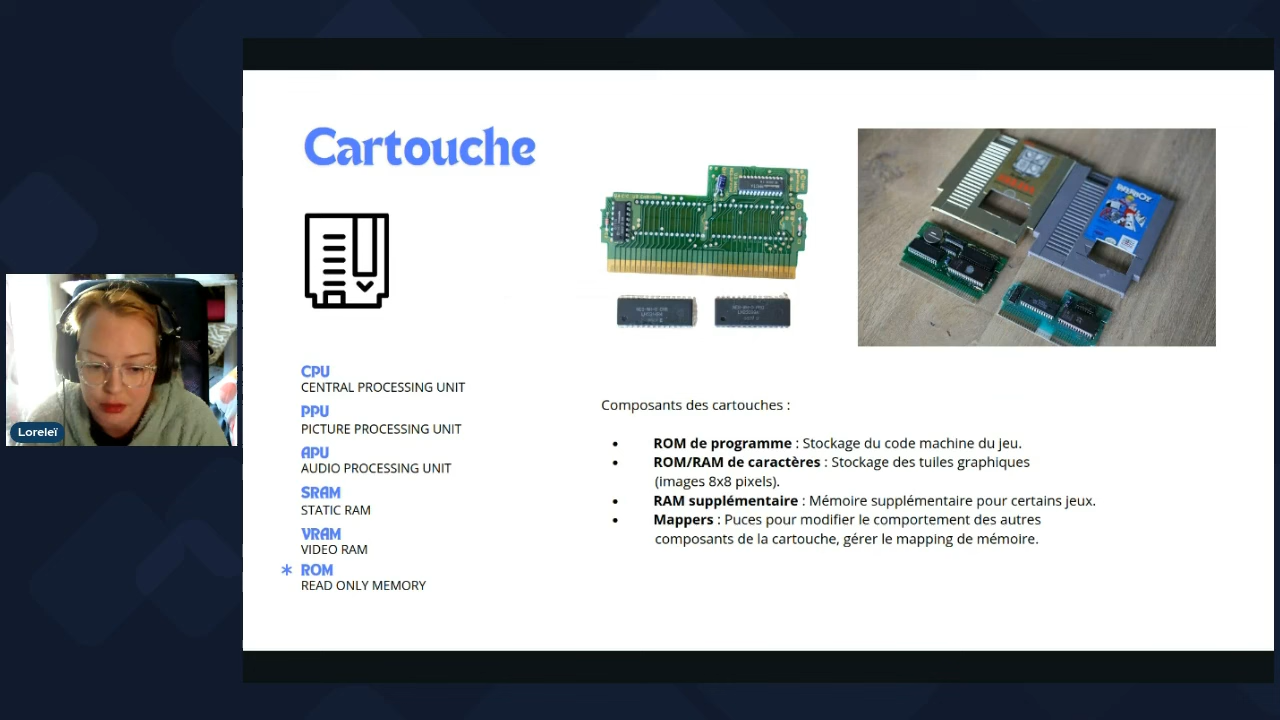 Cartouche
CPU
CENTRAL PROCESSING UNIT
PPU
PICTURE PROCESSING UNIT
APU
AUDIO PROCESSING UNIT
SRAM
STATIC RAM
VRAM
VIDEO RAM
* ROM
READ ONLY MEMORY
Composants des cartouches :
• ROM de programme : Stockage du code machine du jeu.
• ROM/RAM de caractères : Stockage des tuiles graphiques
(images 8x8 pixels).
• RAM supplémentaire : Mémoire supplémentaire pour certains jeux.
• Mappers : Puces pour modifier le comportement des autres
composants de la cartouche, gérer le mapping de mémoire.
Loreleï